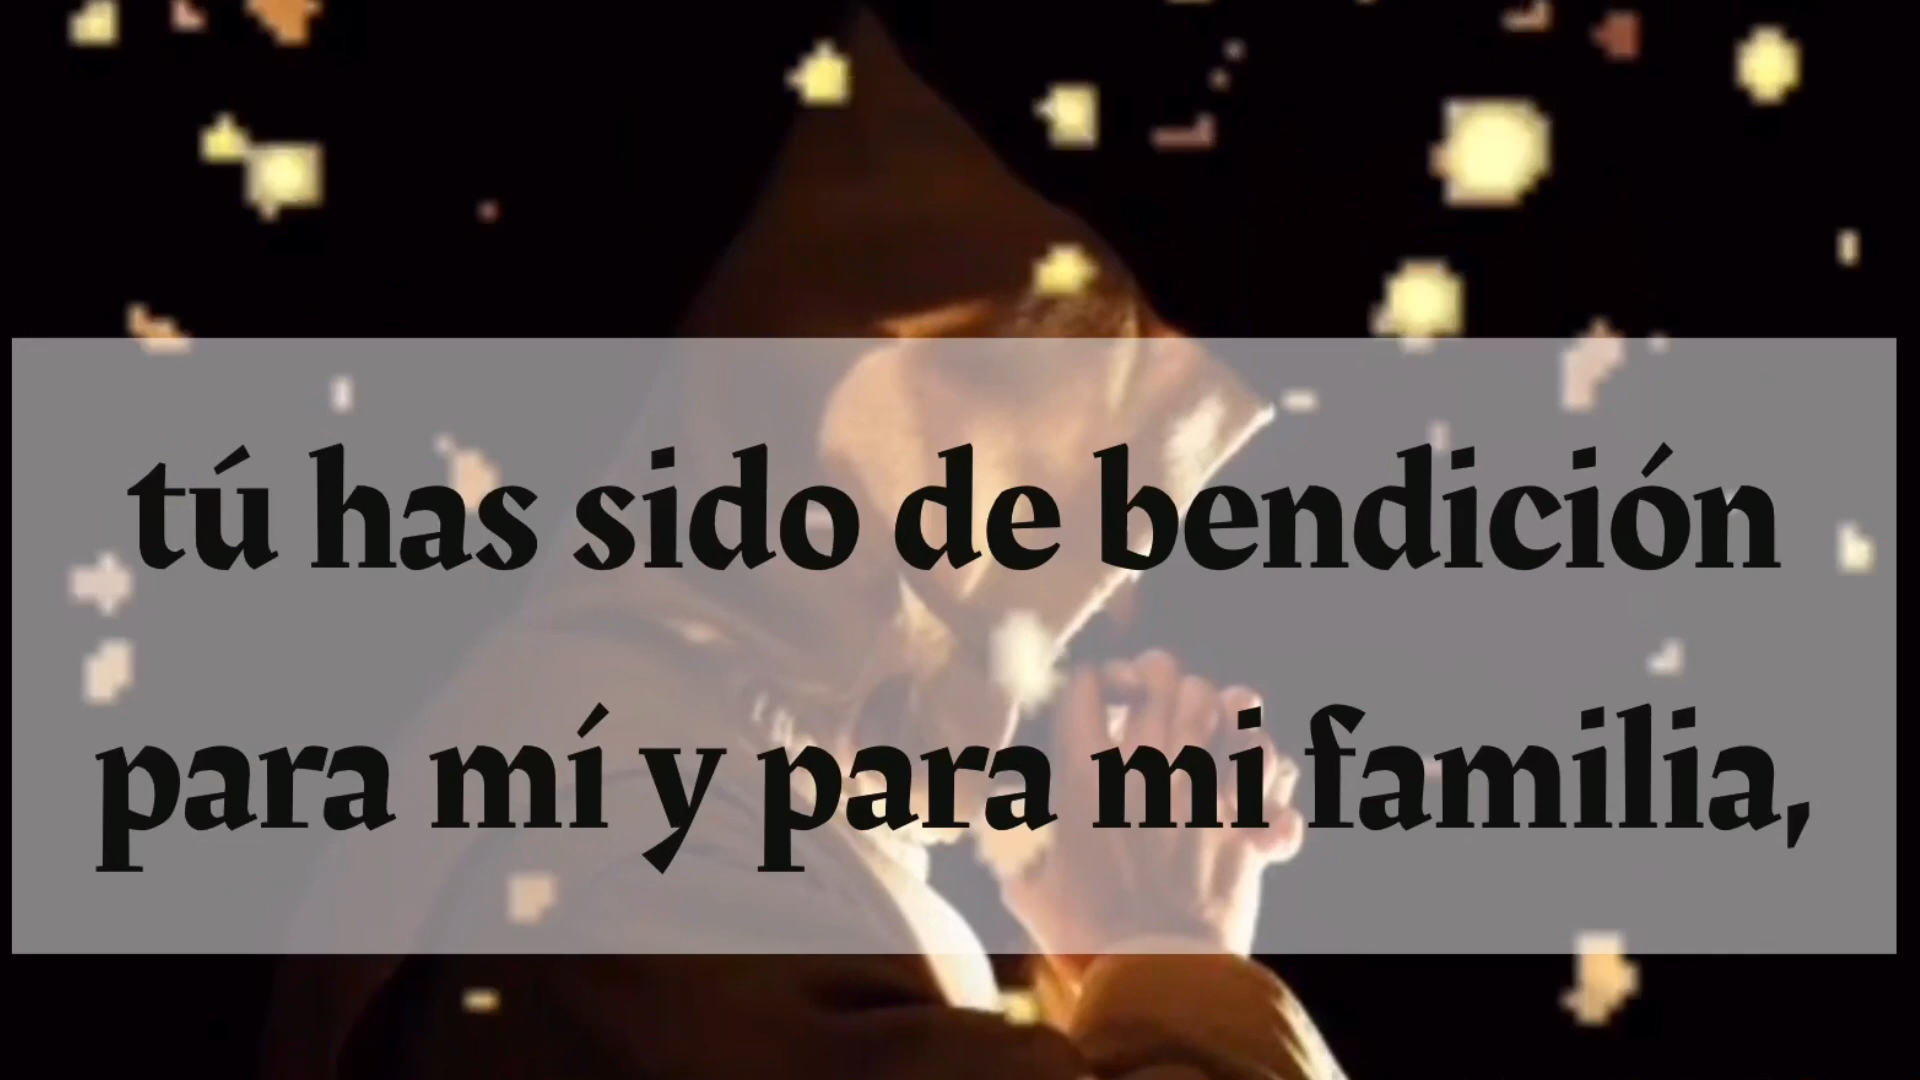 tú has sido de bendición
para mí y para mi familia,